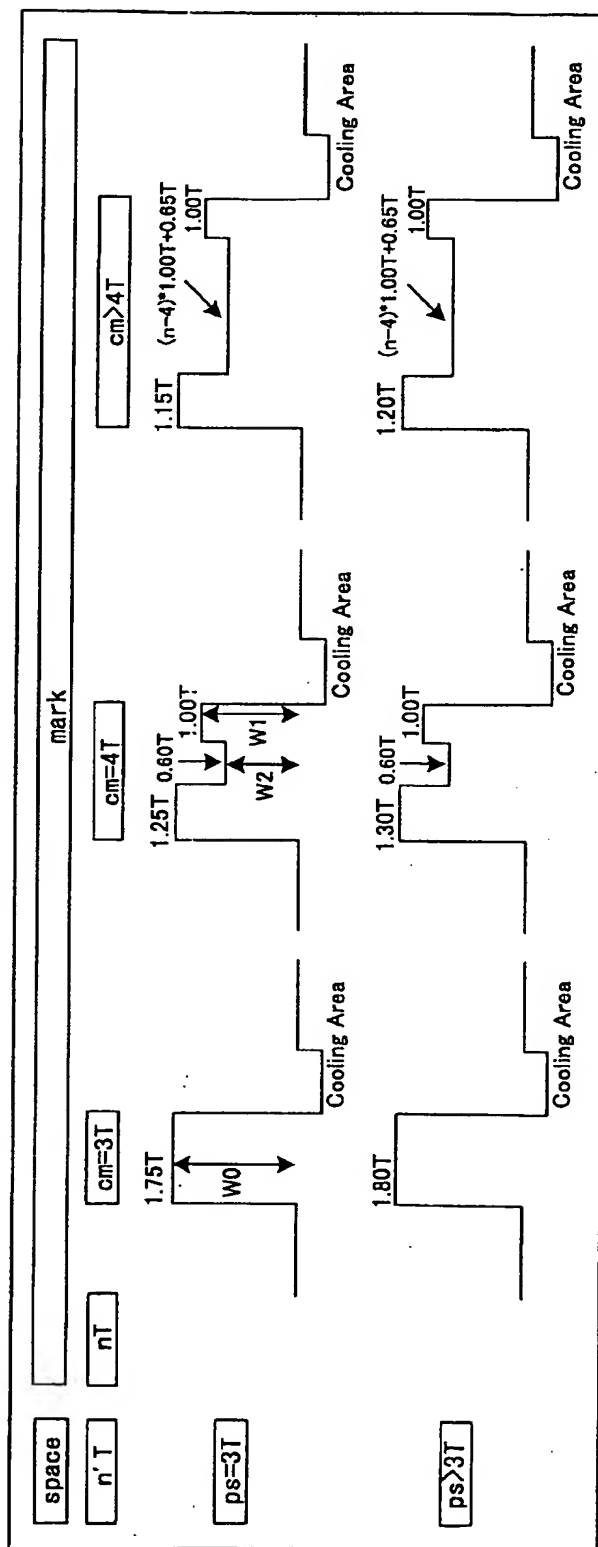 space
mark
n'T
nT
cm=3T
cm=4T
cm>4T
ps=3T
1.75T
W0
Cooling Area
1.25T
0.60T
1.00T
W2
W1
Cooling Area
1.15T
(n-4)*1.00T+0.65T
1.00T
Cooling Area
ps>3T
1.80T
Cooling Area
1.30T
0.60T
1.00T
Cooling Area
1.20T
(n-4)*1.00T+0.65T
1.00T
Cooling Area